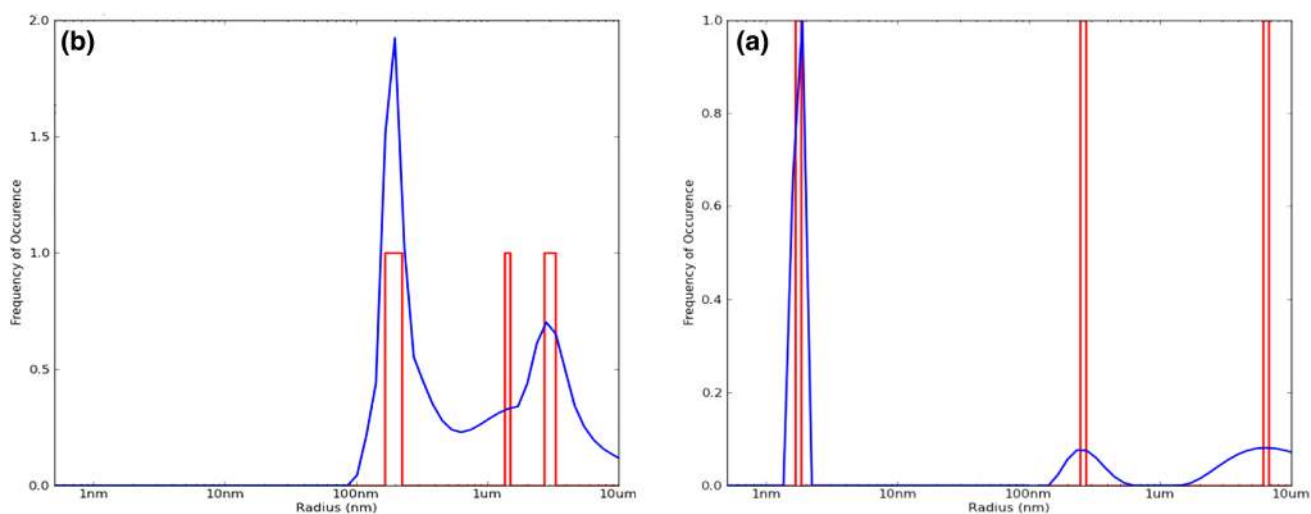 (b)
2.0
1.5
1.0
0.5
0.0
Frequency of Occurence
1nm
10nm
100nm
1um
10um
Radius (nm)
(a)
1.0
0.8
0.6
0.4
0.2
0.0
Frequency of Occurence
1nm
10nm
100nm
1um
10um
Radius (nm)